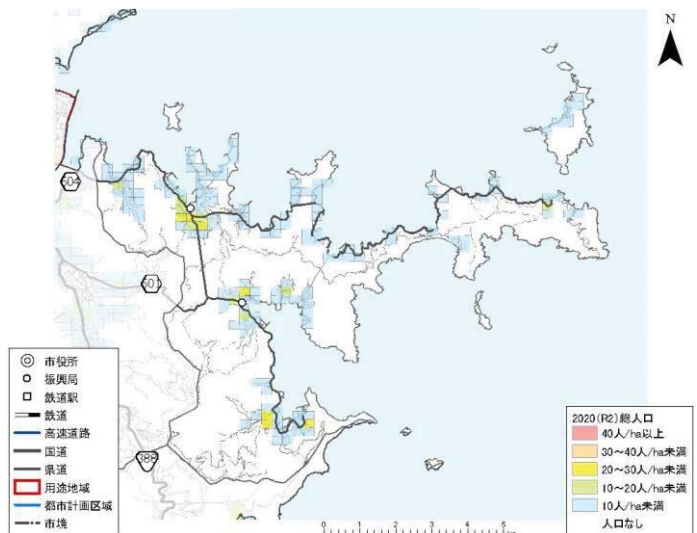 N
604
501
388
◎ 市役所
○ 振興局
□ 鉄道駅
鉄道
高速道路
国道
県道
用途地域
都市計画区域
市境
2020(R2)総人口
40人/ha以上
30～40人/ha未満
20～30人/ha未満
10～20人/ha未満
10人/ha未満
人口なし
0 1 2 3 4 5